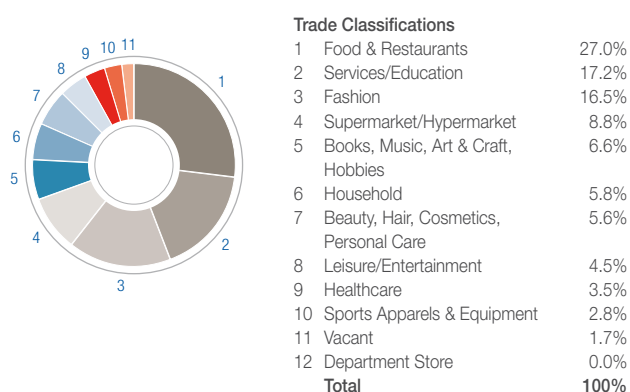 Trade Classifications
1 Food & Restaurants 27.0%
2 Services/Education 17.2%
3 Fashion 16.5%
4 Supermarket/Hypermarket 8.8%
5 Books, Music, Art & Craft, 6.6%
Hobbies
6 Household 5.8%
7 Beauty, Hair, Cosmetics, 5.6%
Personal Care
8 Leisure/Entertainment 4.5%
9 Healthcare 3.5%
10 Sports Apparels & Equipment 2.8%
11 Vacant 1.7%
12 Department Store 0.0%
Total 100%
1
2
3
4
5
6
7
8
9
10
11